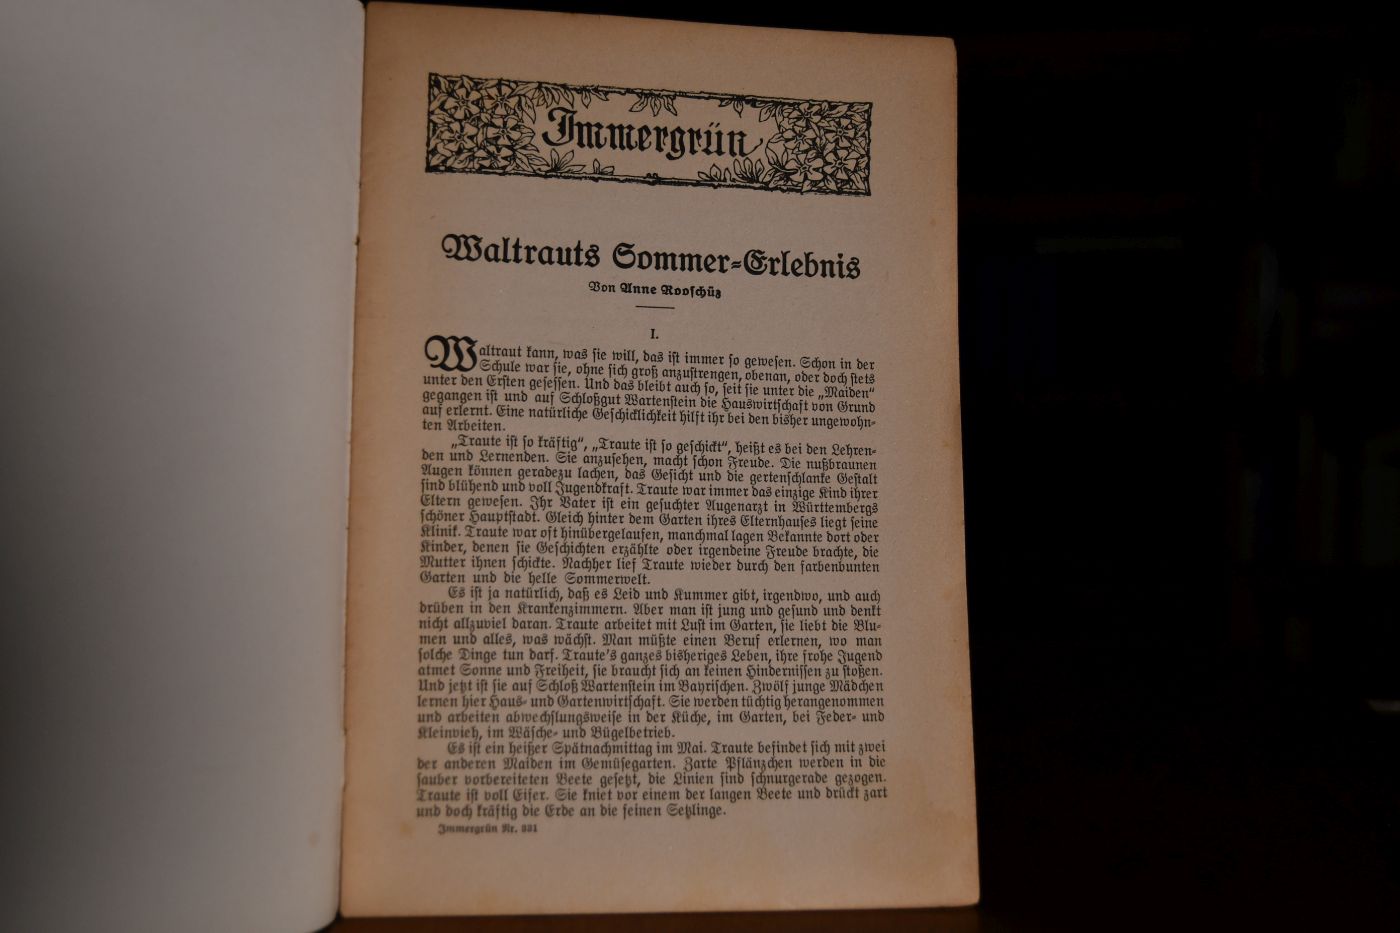 Immergrün
Waltrauts Sommer-Erlebnis
Von Anne Rooschüz
I.
Waltraut kann, was sie will, das ist immer so gewesen. Schon in der
Schule war sie, ohne sich groß anzustrengen, obenan, oder doch stets
unter den Ersten gesessen. Und das bleibt auch so, seit sie unter die „Maiden“
gegangen ist und auf Schloßgut Wartenstein die Hauswirtschaft von Grund
auf erlernt. Eine natürliche Geschicklichkeit hilft ihr bei den bisher ungewohn-
ten Arbeiten.
„Traute ist so kräftig“, „Traute ist so geschickt“, heißt es bei den Lehren-
den und Lernenden. Sie anzusehen, macht schon Freude. Die nußbraunen
Augen können geradezu lachen, das Gesicht und die gertenschlanke Gestalt
sind blühend und voll Jugendkraft. Traute war immer das einzige Kind ihrer
Eltern gewesen. Ihr Vater ist ein gesuchter Augenarzt in Württembergs
schöner Hauptstadt. Gleich hinter dem Garten ihres Elternhauses liegt seine
Klinik. Traute war oft hinübergelaufen, manchmal lagen Bekannte dort oder
Kinder, denen sie Geschichten erzählte oder irgendeine Freude brachte, die
Mutter ihnen schickte. Nachher lief Traute wieder durch den farbenbunten
Garten und die helle Sommerwelt.
Es ist ja natürlich, daß es Leid und Kummer gibt, irgendwo, und auch
drüben in den Krankenzimmern. Aber man ist jung und gesund und denkt
nicht allzuviel daran. Traute arbeitet mit Lust im Garten, sie liebt die Blu-
men und alles, was wächst. Man müßte einen Beruf erlernen, wo man
solche Dinge tun darf. Traute's ganzes bisheriges Leben, ihre frohe Jugend
atmet Sonne und Freiheit, sie braucht sich an keinen Hindernissen zu stoßen.
Und jetzt ist sie auf Schloß Wartenstein im Bayrischen. Zwölf junge Mädchen
lernen hier Haus- und Gartenwirtschaft. Sie werden tüchtig herangenommen
und arbeiten abwechslungsweise in der Küche, im Garten, bei Feder- und
Kleinvieh, im Wäsche- und Bügelbetrieb.
Es ist ein heißer Spätnachmittag im Mai. Traute befindet sich mit zwei
der anderen Maiden im Gemüsegarten. Zarte Pflänzchen werden in die
sauber vorbereiteten Beete gesetzt, die Linien sind schnurgerade gezogen.
Traute ist voll Eifer. Sie kniet vor einem der langen Beete und drückt zart
und doch kräftig die Erde an die feinen Setzlinge.
Immergrün Nr. 331